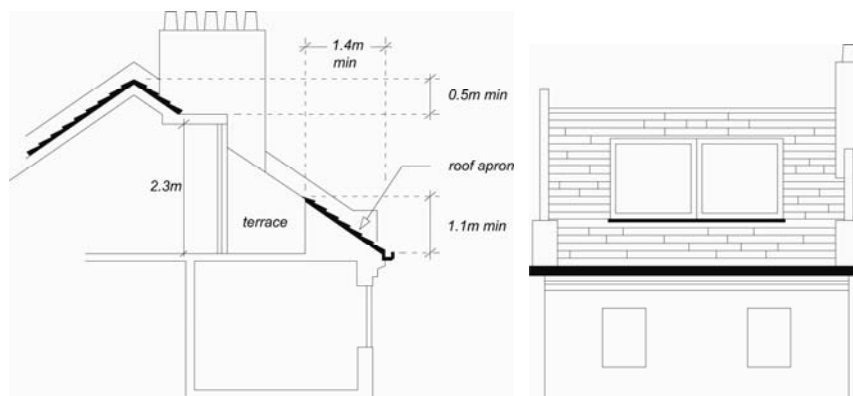 1.4m
min
0.5m min
roof apron
2.3m
terrace
1.1m min